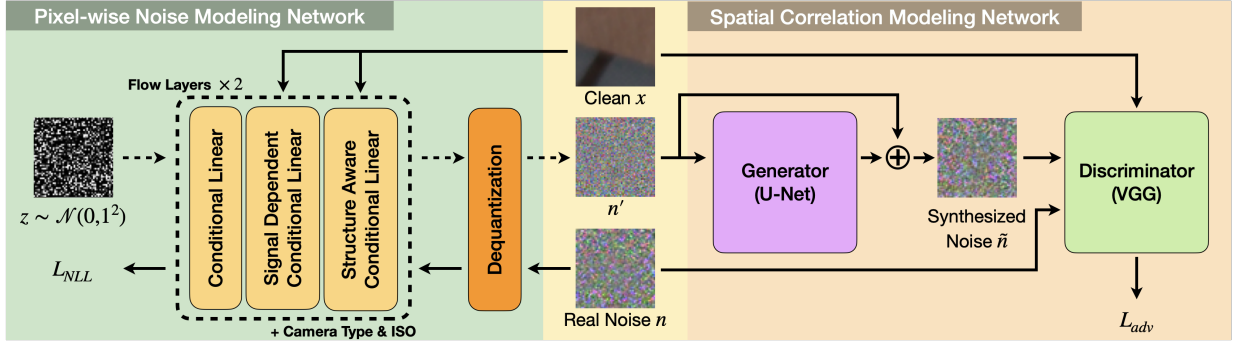 Pixel-wise Noise Modeling Network
Spatial Correlation Modeling Network
Flow Layers × 2
Clean x
z ∼ 𝒩(0,1²)
Conditional Linear
Signal Dependent
Conditional Linear
Structure Aware
Conditional Linear
Dequantization
n′
Generator
(U-Net)
+
Synthesized
Noise ñ
Discriminator
(VGG)
L_NLL
+ Camera Type & ISO
Real Noise n
L_adv